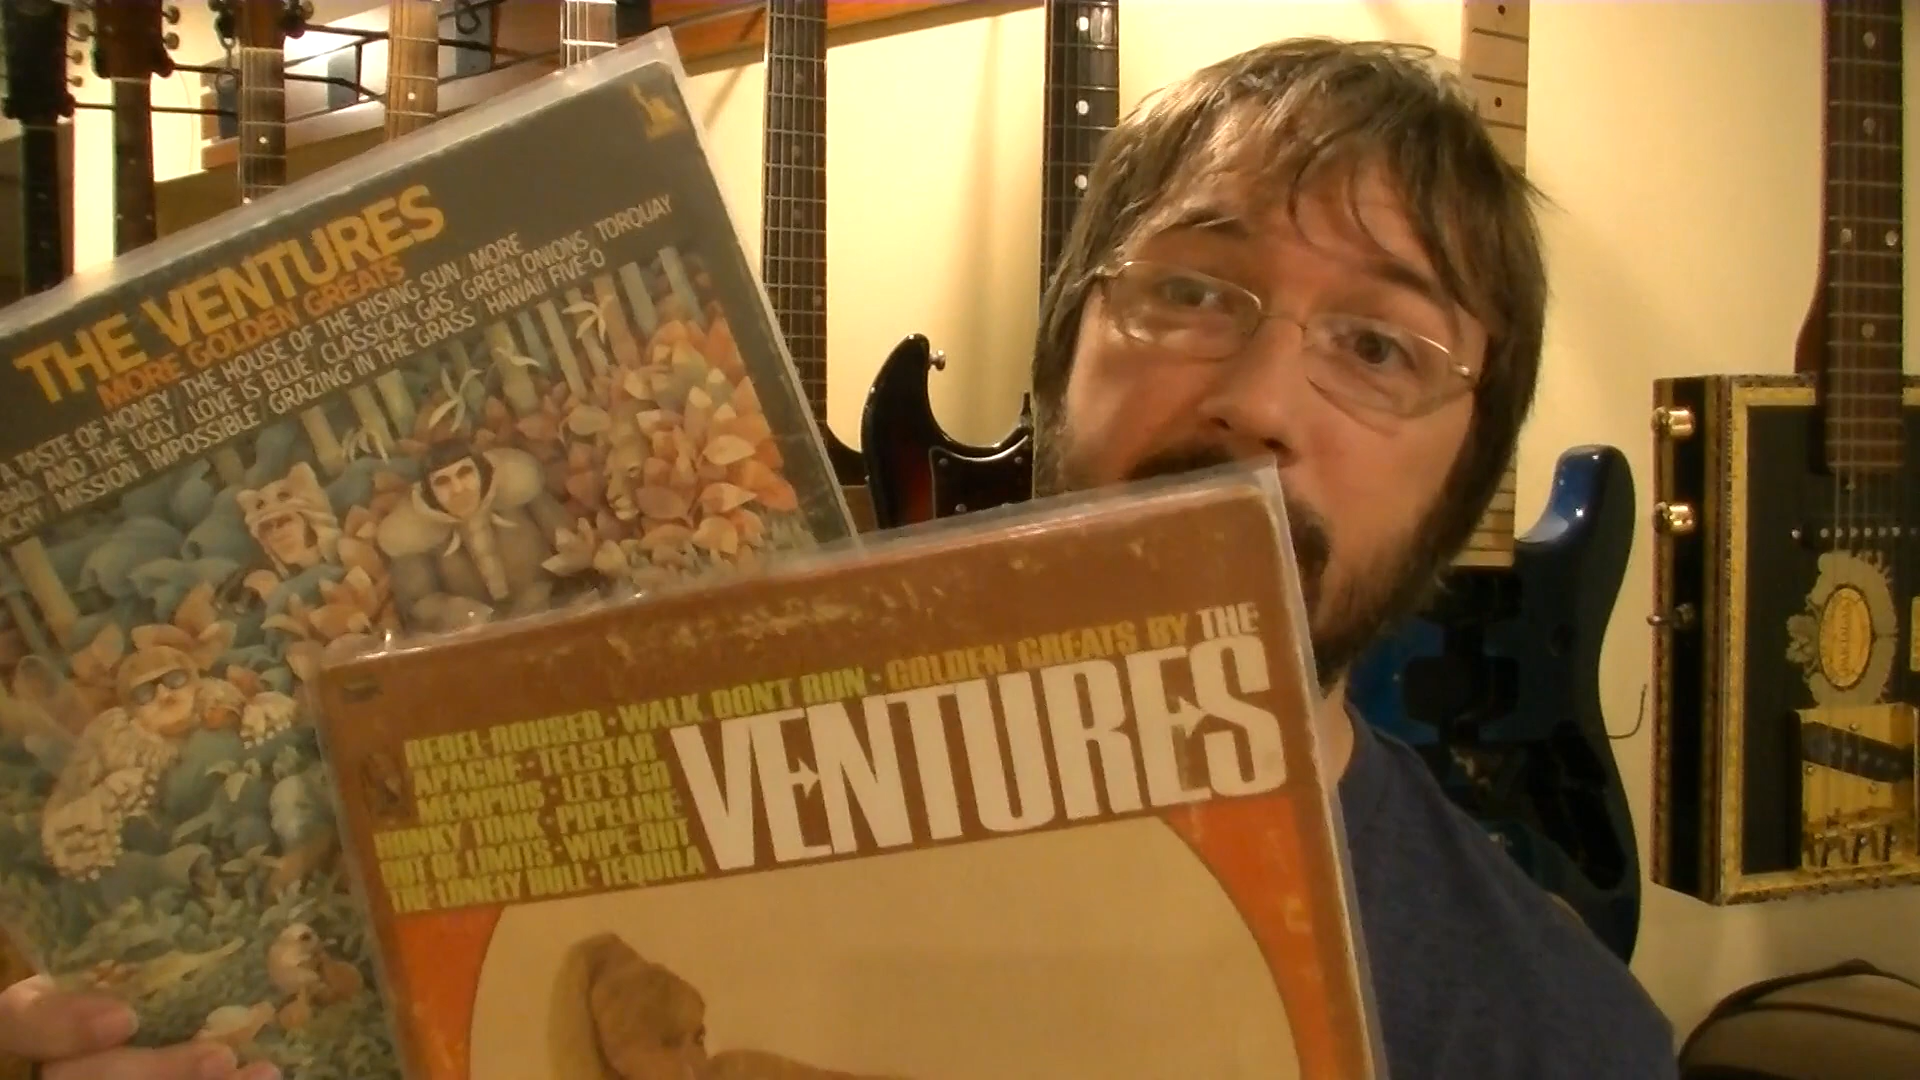 THE VENTURES
MORE GOLDEN GREATS
A TASTE OF HONEY / THE HOUSE OF THE RISING SUN / MORE
BAD, AND THE UGLY / LOVE IS BLUE, CLASSICAL GAS, GREEN ONIONS, TORQUAY
MISSION IMPOSSIBLE / GRAZING IN THE GRASS / HAWAII FIVE-O
REBEL-ROUSER · WALK DON'T RUN · GOLDEN GREATS BY THE
VENTURES
APACHE · TELSTAR
MEMPHIS · LET'S GO
HONKY TONK · PIPELINE
OUT OF LIMITS · WIPE-OUT
THE LONELY BULL · TEQUILA